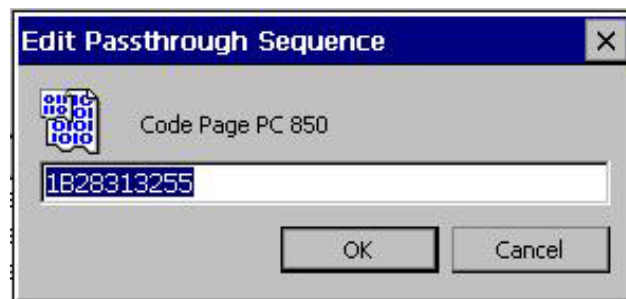 Edit Passthrough Sequence
Code Page PC 850
1B28313255
OK
Cancel